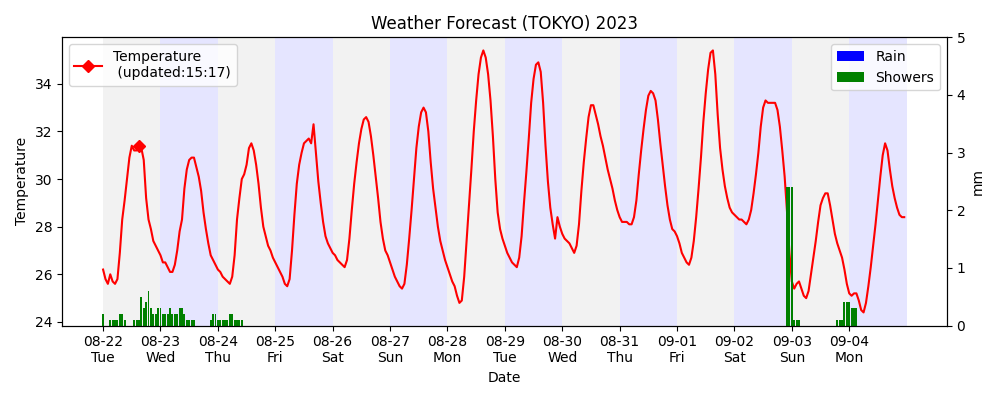 Weather Forecast (TOKYO) 2023
Temperature
(updated:15:17)
Rain
Showers
Temperature
34
32
30
28
26
24
5
4
3
2
1
0
mm
08-22 08-23 08-24 08-25 08-26 08-27 08-28 08-29 08-30 08-31 09-01 09-02 09-03 09-04
Tue Wed Thu Fri Sat Sun Mon Tue Wed Thu Fri Sat Sun Mon
Date